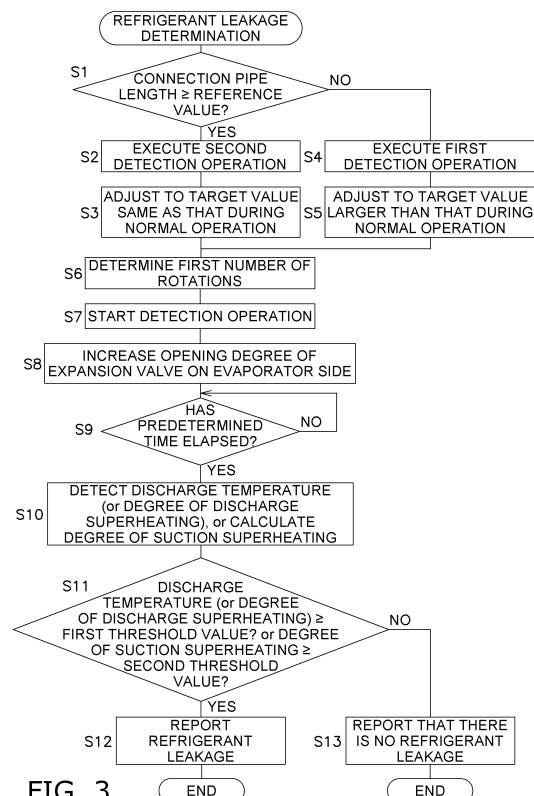 REFRIGERANT LEAKAGE
DETERMINATION
S1
CONNECTION PIPE
LENGTH ≥ REFERENCE
VALUE?
NO
YES
S2
EXECUTE SECOND
DETECTION OPERATION
S4
EXECUTE FIRST
DETECTION OPERATION
S3
ADJUST TO TARGET VALUE
SAME AS THAT DURING
NORMAL OPERATION
S5
ADJUST TO TARGET VALUE
LARGER THAN THAT DURING
NORMAL OPERATION
S6
DETERMINE FIRST NUMBER OF
ROTATIONS
S7
START DETECTION OPERATION
S8
INCREASE OPENING DEGREE OF
EXPANSION VALVE ON EVAPORATOR SIDE
S9
HAS
PREDETERMINED
TIME ELAPSED?
NO
YES
S10
DETECT DISCHARGE TEMPERATURE
(or DEGREE OF DISCHARGE
SUPERHEATING), or CALCULATE
DEGREE OF SUCTION SUPERHEATING
S11
DISCHARGE
TEMPERATURE (or DEGREE
OF DISCHARGE SUPERHEATING) ≥
FIRST THRESHOLD VALUE? or DEGREE
OF SUCTION SUPERHEATING ≥
SECOND THRESHOLD
VALUE?
NO
YES
S12
REPORT
REFRIGERANT
LEAKAGE
S13
REPORT THAT THERE
IS NO REFRIGERANT
LEAKAGE
END
END
FIG. 3